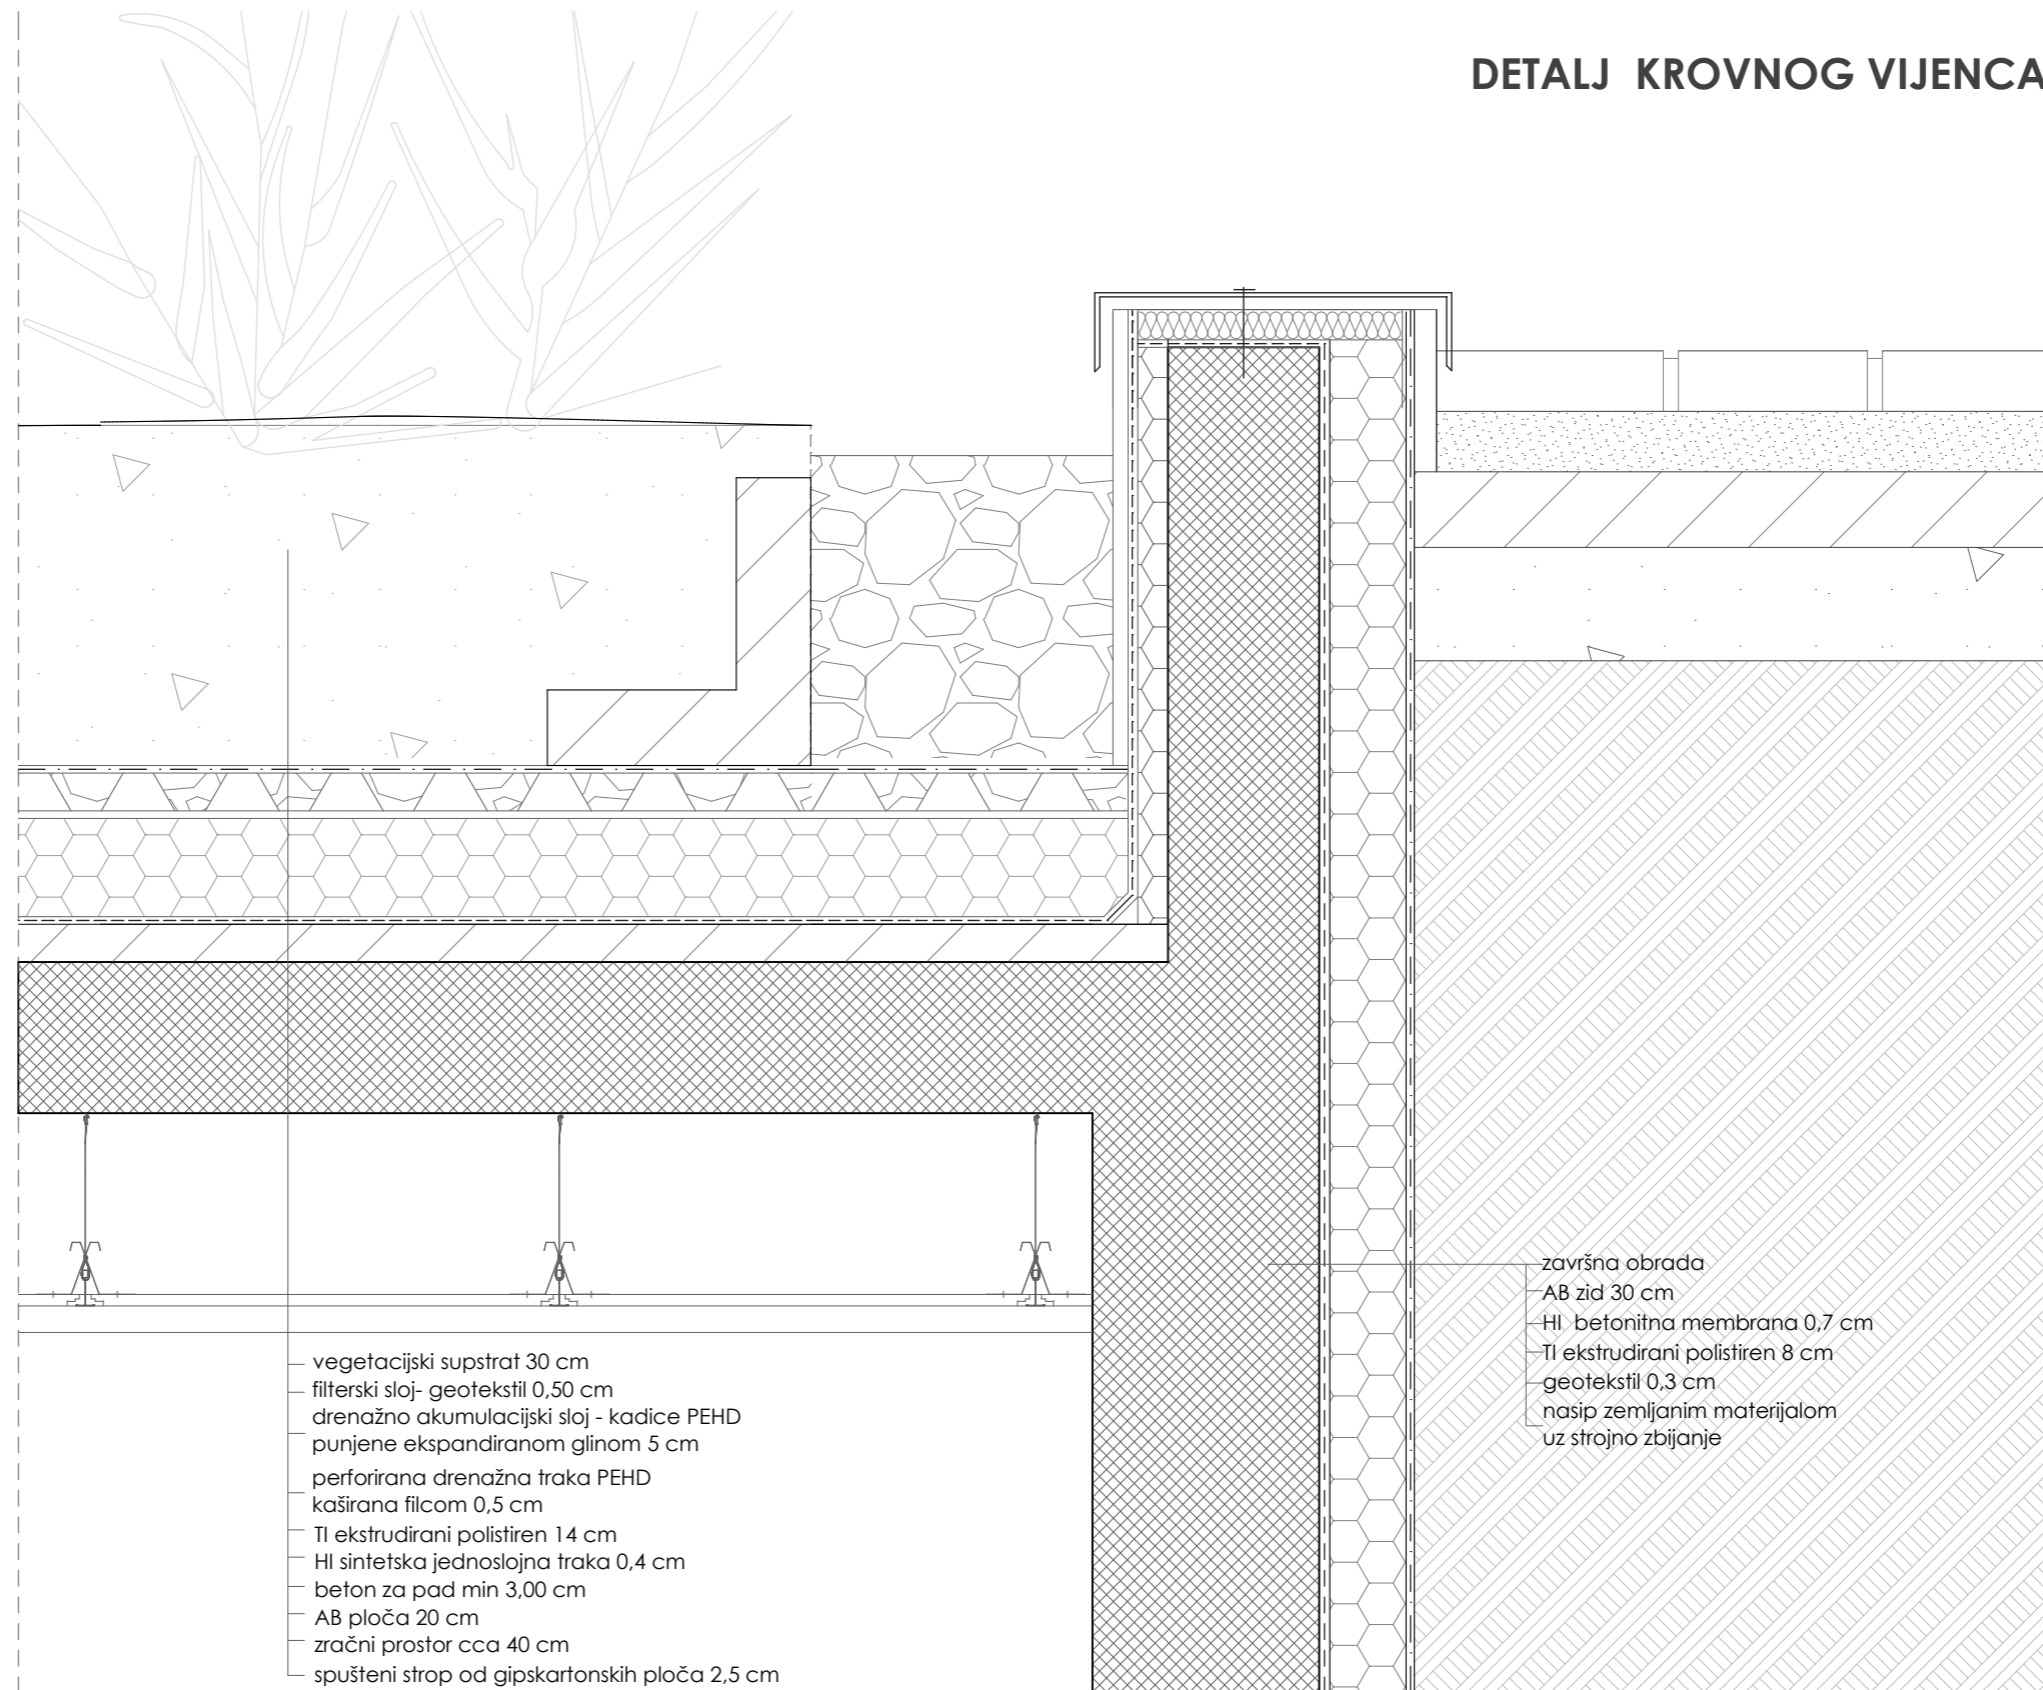 DETALJ KROVNOG VIJENCA
završna obrada
AB zid 30 cm
HI betonitna membrana 0,7 cm
TI ekstrudirani polistiren 8 cm
geotekstil 0,3 cm
nasip zemljanim materijalom
uz strojno zbijanje
vegetacijski supstrat 30 cm
filterski sloj- geotekstil 0,50 cm
drenažno akumulacijski sloj - kadice PEHD
punjene ekspandiranom glinom 5 cm
perforirana drenažna traka PEHD
kaširana filcom 0,5 cm
TI ekstrudirani polistiren 14 cm
HI sintetska jednoslojna traka 0,4 cm
beton za pad min 3,00 cm
AB ploča 20 cm
zračni prostor cca 40 cm
spušteni strop od gipskartonskih ploča 2,5 cm